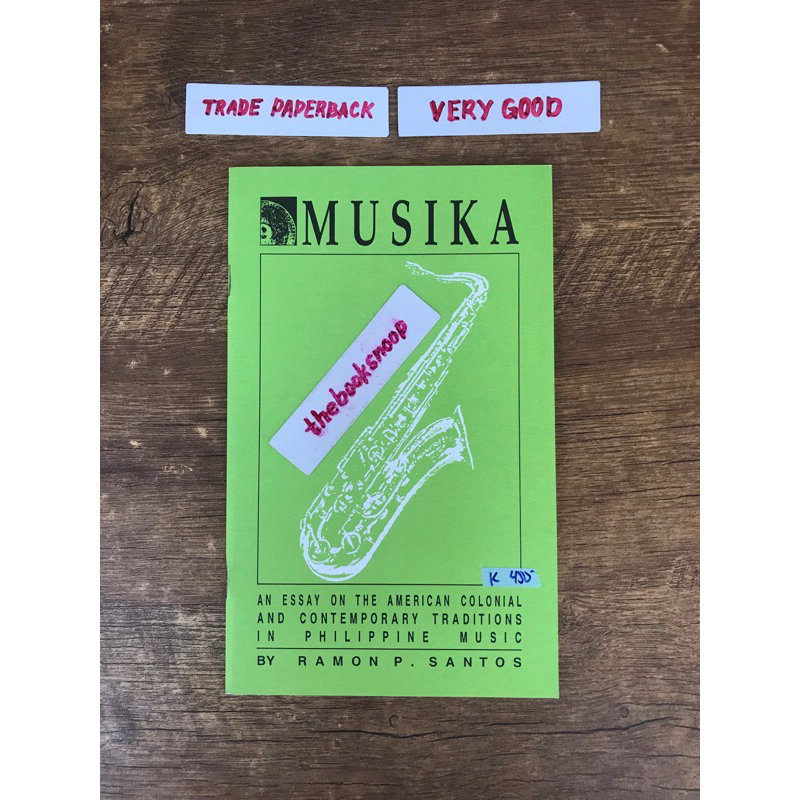 TRADE PAPERBACK
VERY GOOD
MUSIKA
thebooksnoop
K
AN ESSAY ON THE AMERICAN COLONIAL
AND CONTEMPORARY TRADITIONS
IN PHILIPPINE MUSIC
BY RAMON P. SANTOS